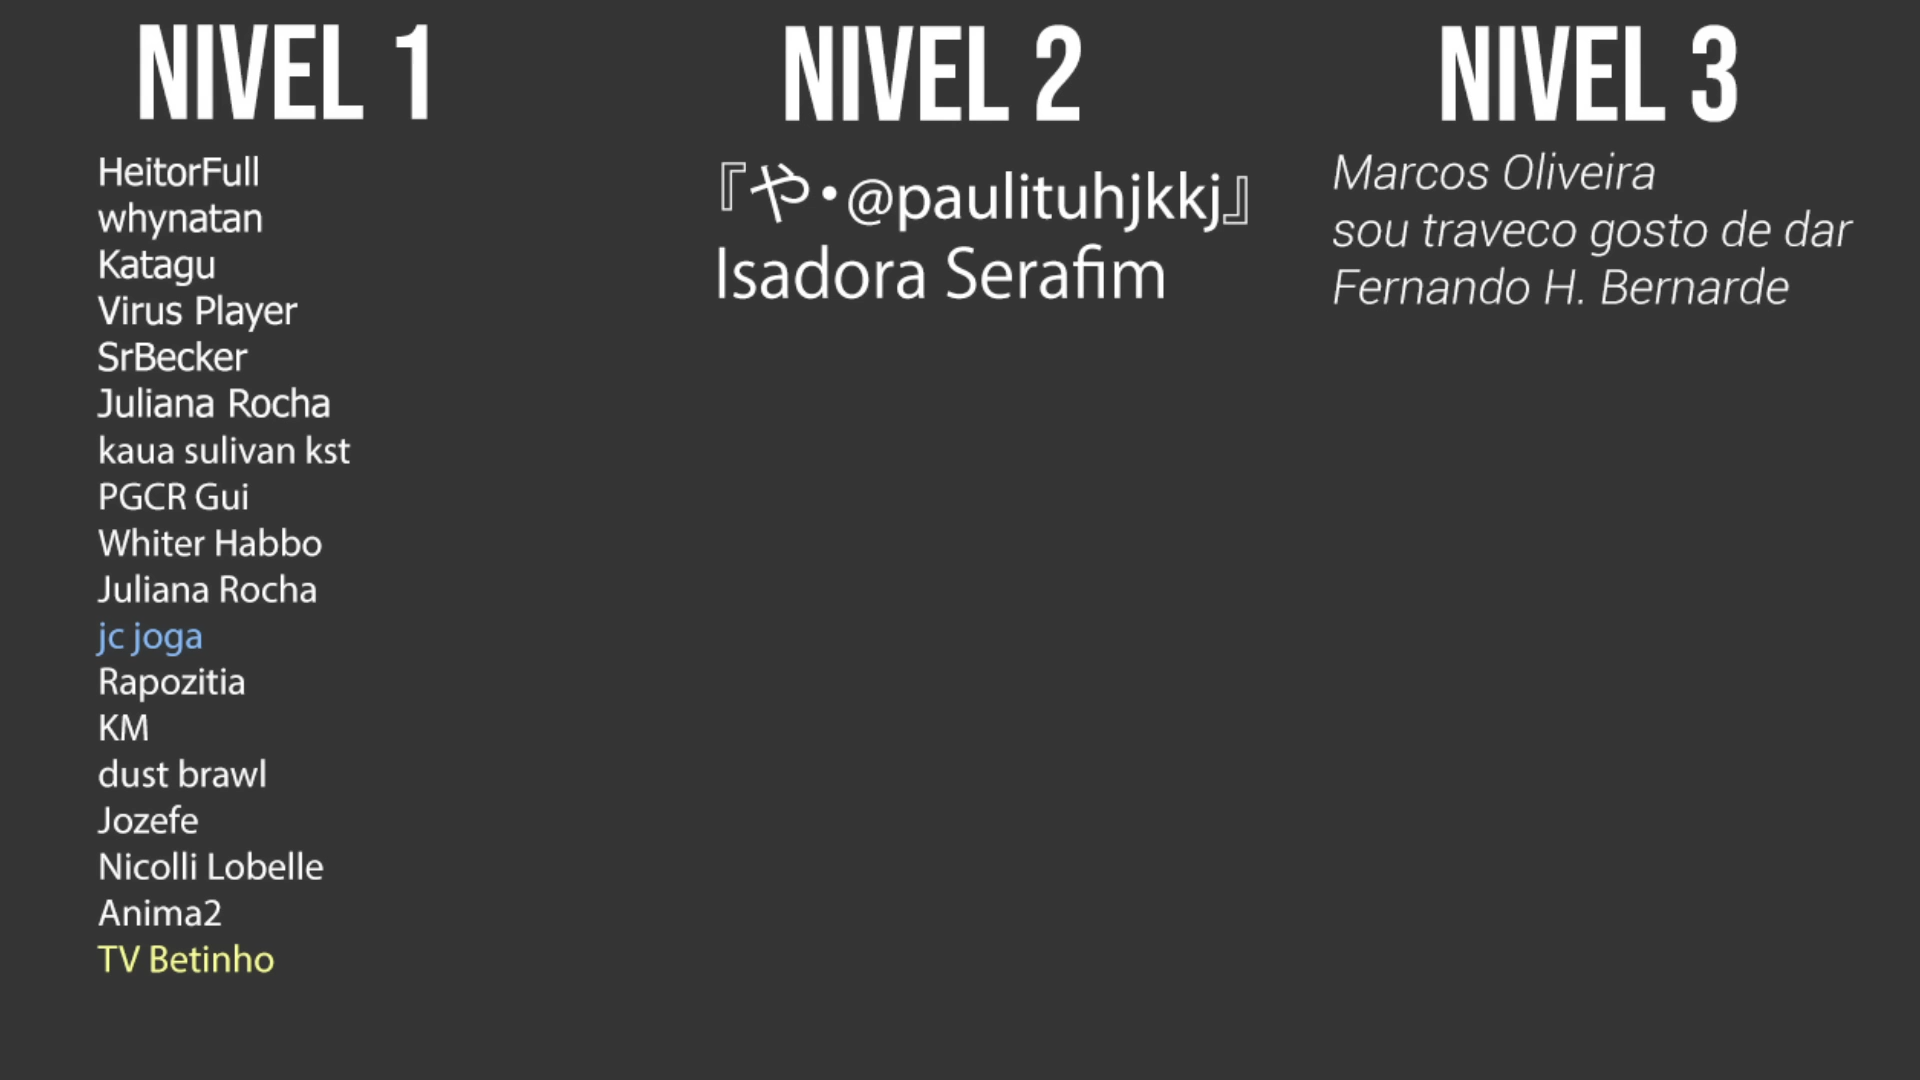 NIVEL 1
HeitorFull
whynatan
Katagu
Virus Player
SrBecker
Juliana Rocha
kaua sulivan kst
PGCR Gui
Whiter Habbo
Juliana Rocha
jc joga
Rapozitia
KM
dust brawl
Jozefe
Nicolli Lobelle
Anima2
TV Betinho
NIVEL 2
『や•@paulituhjkkj』
Isadora Serafim
NIVEL 3
Marcos Oliveira
sou traveco gosto de dar
Fernando H. Bernarde